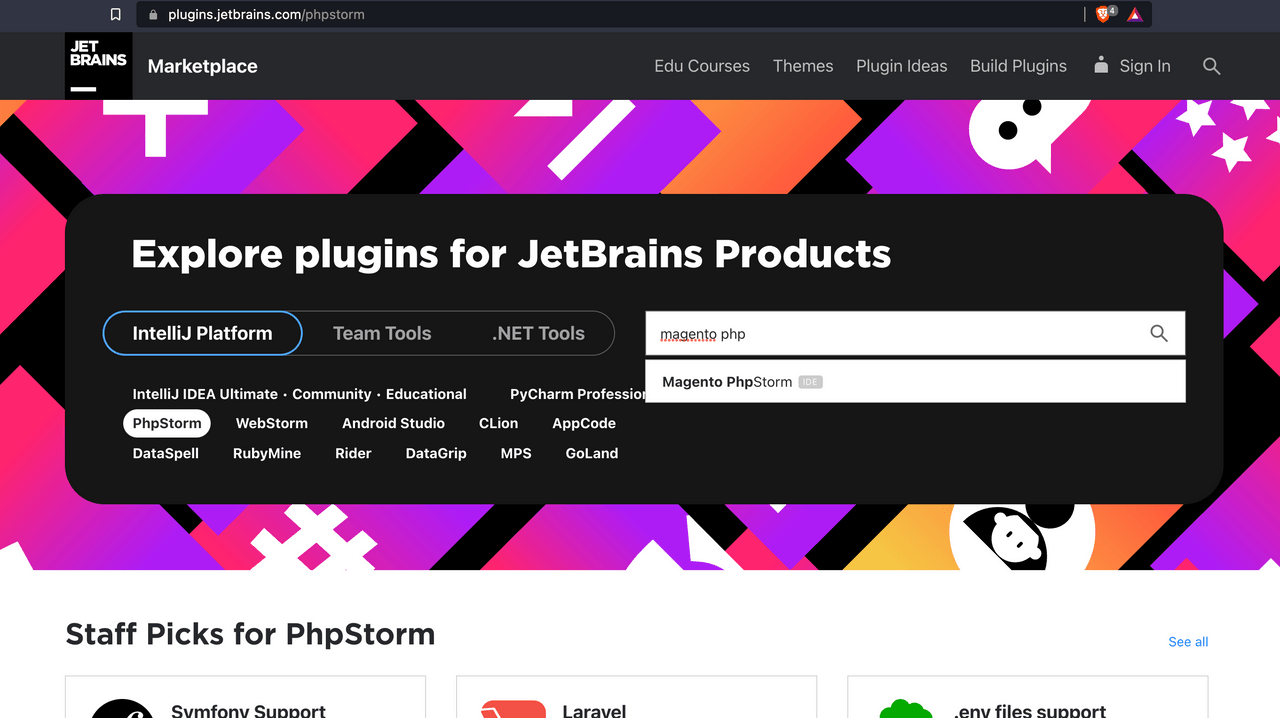 plugins.jetbrains.com/phpstorm
4
JET
BRAINS
Marketplace
Edu Courses
Themes
Plugin Ideas
Build Plugins
Sign In
Explore plugins for JetBrains Products
IntelliJ Platform
Team Tools
.NET Tools
magento php
Magento PhpStorm IDE
IntelliJ IDEA Ultimate · Community · Educational
PyCharm Profession
PhpStorm
WebStorm
Android Studio
CLion
AppCode
DataSpell
RubyMine
Rider
DataGrip
MPS
GoLand
Staff Picks for PhpStorm
See all
Symfony Support
Laravel
.env files support